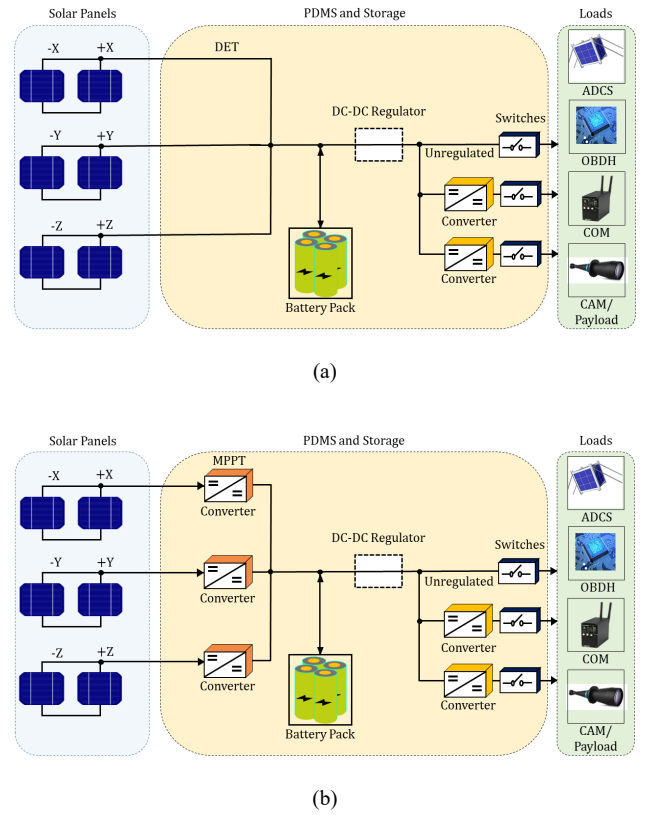 Solar Panels
PDMS and Storage
Loads
-X
+X
DET
ADCS
DC-DC Regulator
Switches
-Y
+Y
Unregulated
OBDH
Converter
-Z
+Z
COM
Converter
Battery Pack
CAM/
Payload
(a)
Solar Panels
PDMS and Storage
Loads
MPPT
-X
+X
Converter
ADCS
DC-DC Regulator
Switches
-Y
+Y
Unregulated
Converter
OBDH
Converter
-Z
+Z
COM
Converter
Converter
Battery Pack
CAM/
Payload
(b)